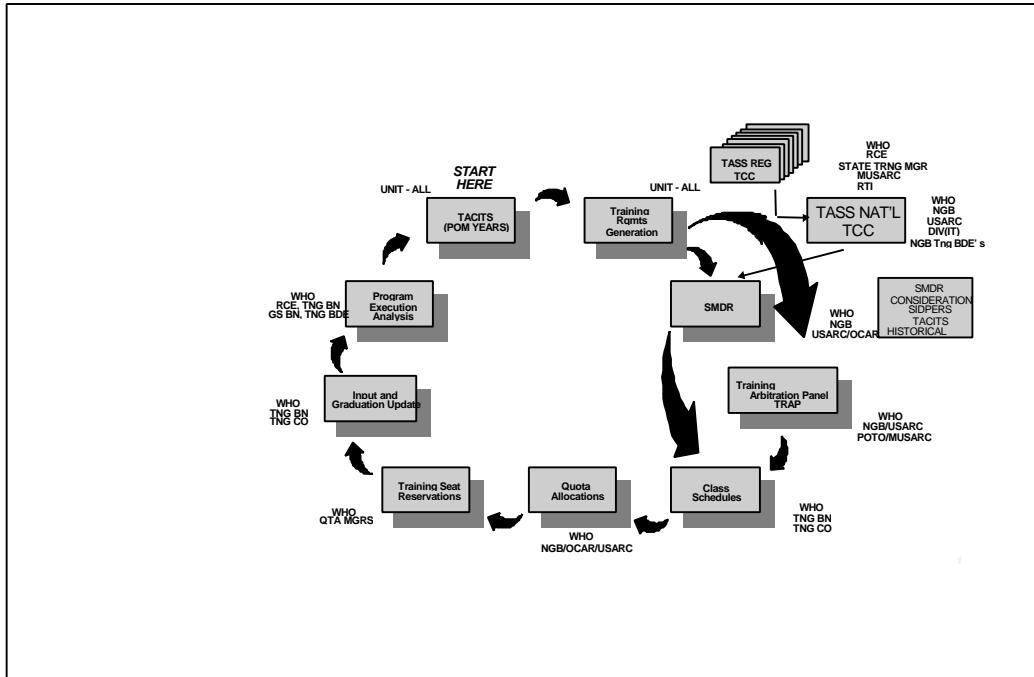 START
HERE
UNIT - ALL
TACITS
(POM YEARS)
UNIT - ALL
Training
Rqmts
Generation
TASS REG
TCC
WHO
RCE
STATE TRNG MGR
MUSARC
RTI
TASS NAT'L
TCC
WHO
NGB
USARC
DIV(IT)
NGB Tng BDE' s
SMDR
WHO
NGB
USARC/OCAR
SMDR
CONSIDERATION
SIDPERS
TACITS
HISTORICAL
Training
Arbitration Panel
TRAP
WHO
NGB/USARC
POTO/MUSARC
Class
Schedules
WHO
TNG BN
TNG CO
Quota
Allocations
WHO
NGB/OCAR/USARC
Training Seat
Reservations
WHO
QTA MGRS
Input and
Graduation Update
WHO
TNG BN
TNG CO
Program
Execution
Analysis
WHO
RCE, TNG BN
GS BN, TNG BDE